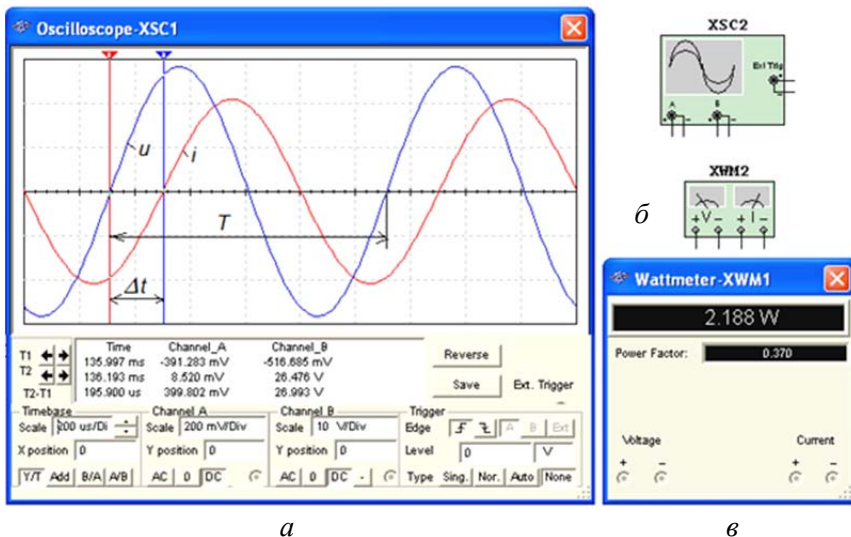 Oscilloscope-XSC1
u
i
T
Δt
Time Channel_A Channel_B
T1 135.997 ms -391.283 mV -516.685 mV
T2 136.193 ms 8.520 mV 26.476 V
T2-T1 195.900 us 399.802 mV 26.993 V
Reverse
Save
Ext. Trigger
Timebase
Scale 200 us/Di
X position 0
Y/T Add B/A A/B
Channel A
Scale 200 mV/Div
Y position 0
AC 0 DC
Channel B
Scale 10 V/Div
Y position 0
AC 0 DC -
Trigger
Edge A B Ext
Level 0 V
Type Sing. Nor. Auto None
а
XSC2
Ext Trig
+
-
A B
+ - + -
б
XWM2
+ V - + I -
Wattmeter-XWM1
2.188 W
Power Factor: 0.370
Voltage Current
+ - + -
в